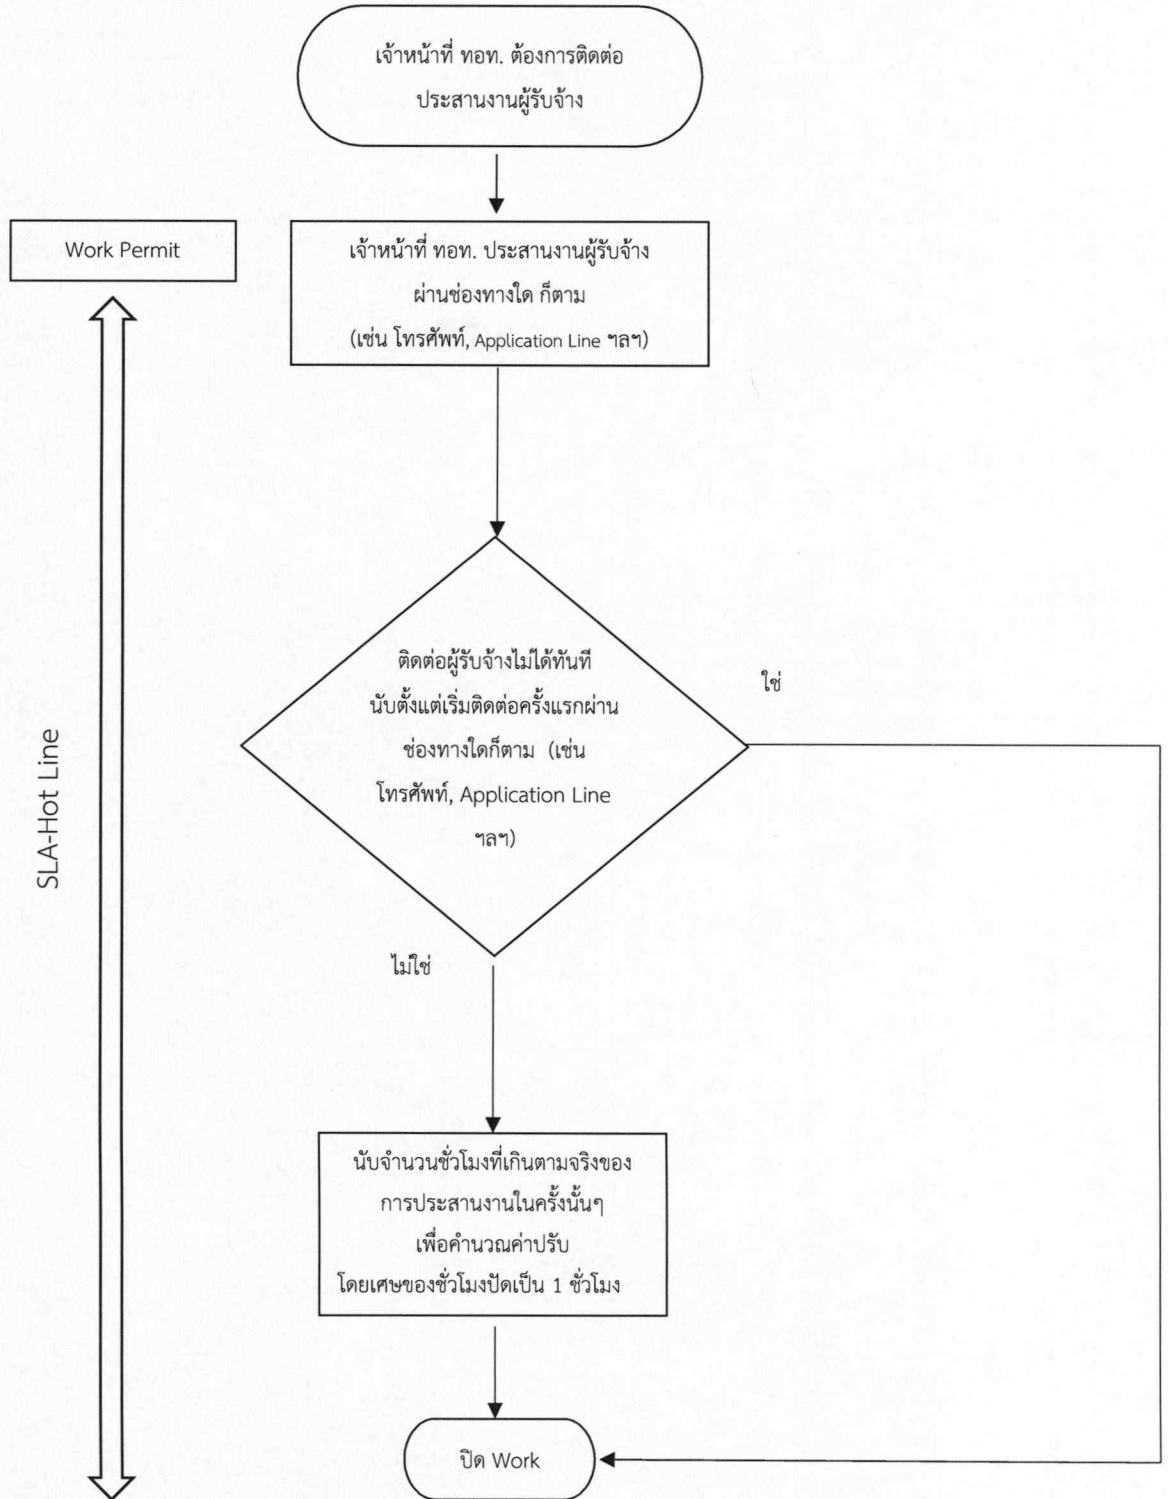 เจ้าหน้าที่ ทอท. ต้องการติดต่อ
ประสานงานผู้รับจ้าง
Work Permit
เจ้าหน้าที่ ทอท. ประสานงานผู้รับจ้าง
ผ่านช่องทางใด ก็ตาม
(เช่น โทรศัพท์, Application Line ฯลฯ)
SLA-Hot Line
ติดต่อผู้รับจ้างไม่ได้ทันที
นับตั้งแต่เริ่มติดต่อครั้งแรกผ่าน
ช่องทางใดก็ตาม (เช่น
โทรศัพท์, Application Line
ฯลฯ)
ใช่
ไม่ใช่
นับจำนวนชั่วโมงที่เกินตามจริงของ
การประสานงานในครั้งนั้นๆ
เพื่อคำนวณค่าปรับ
โดยเศษของชั่วโมงปัดเป็น 1 ชั่วโมง
ปิด Work